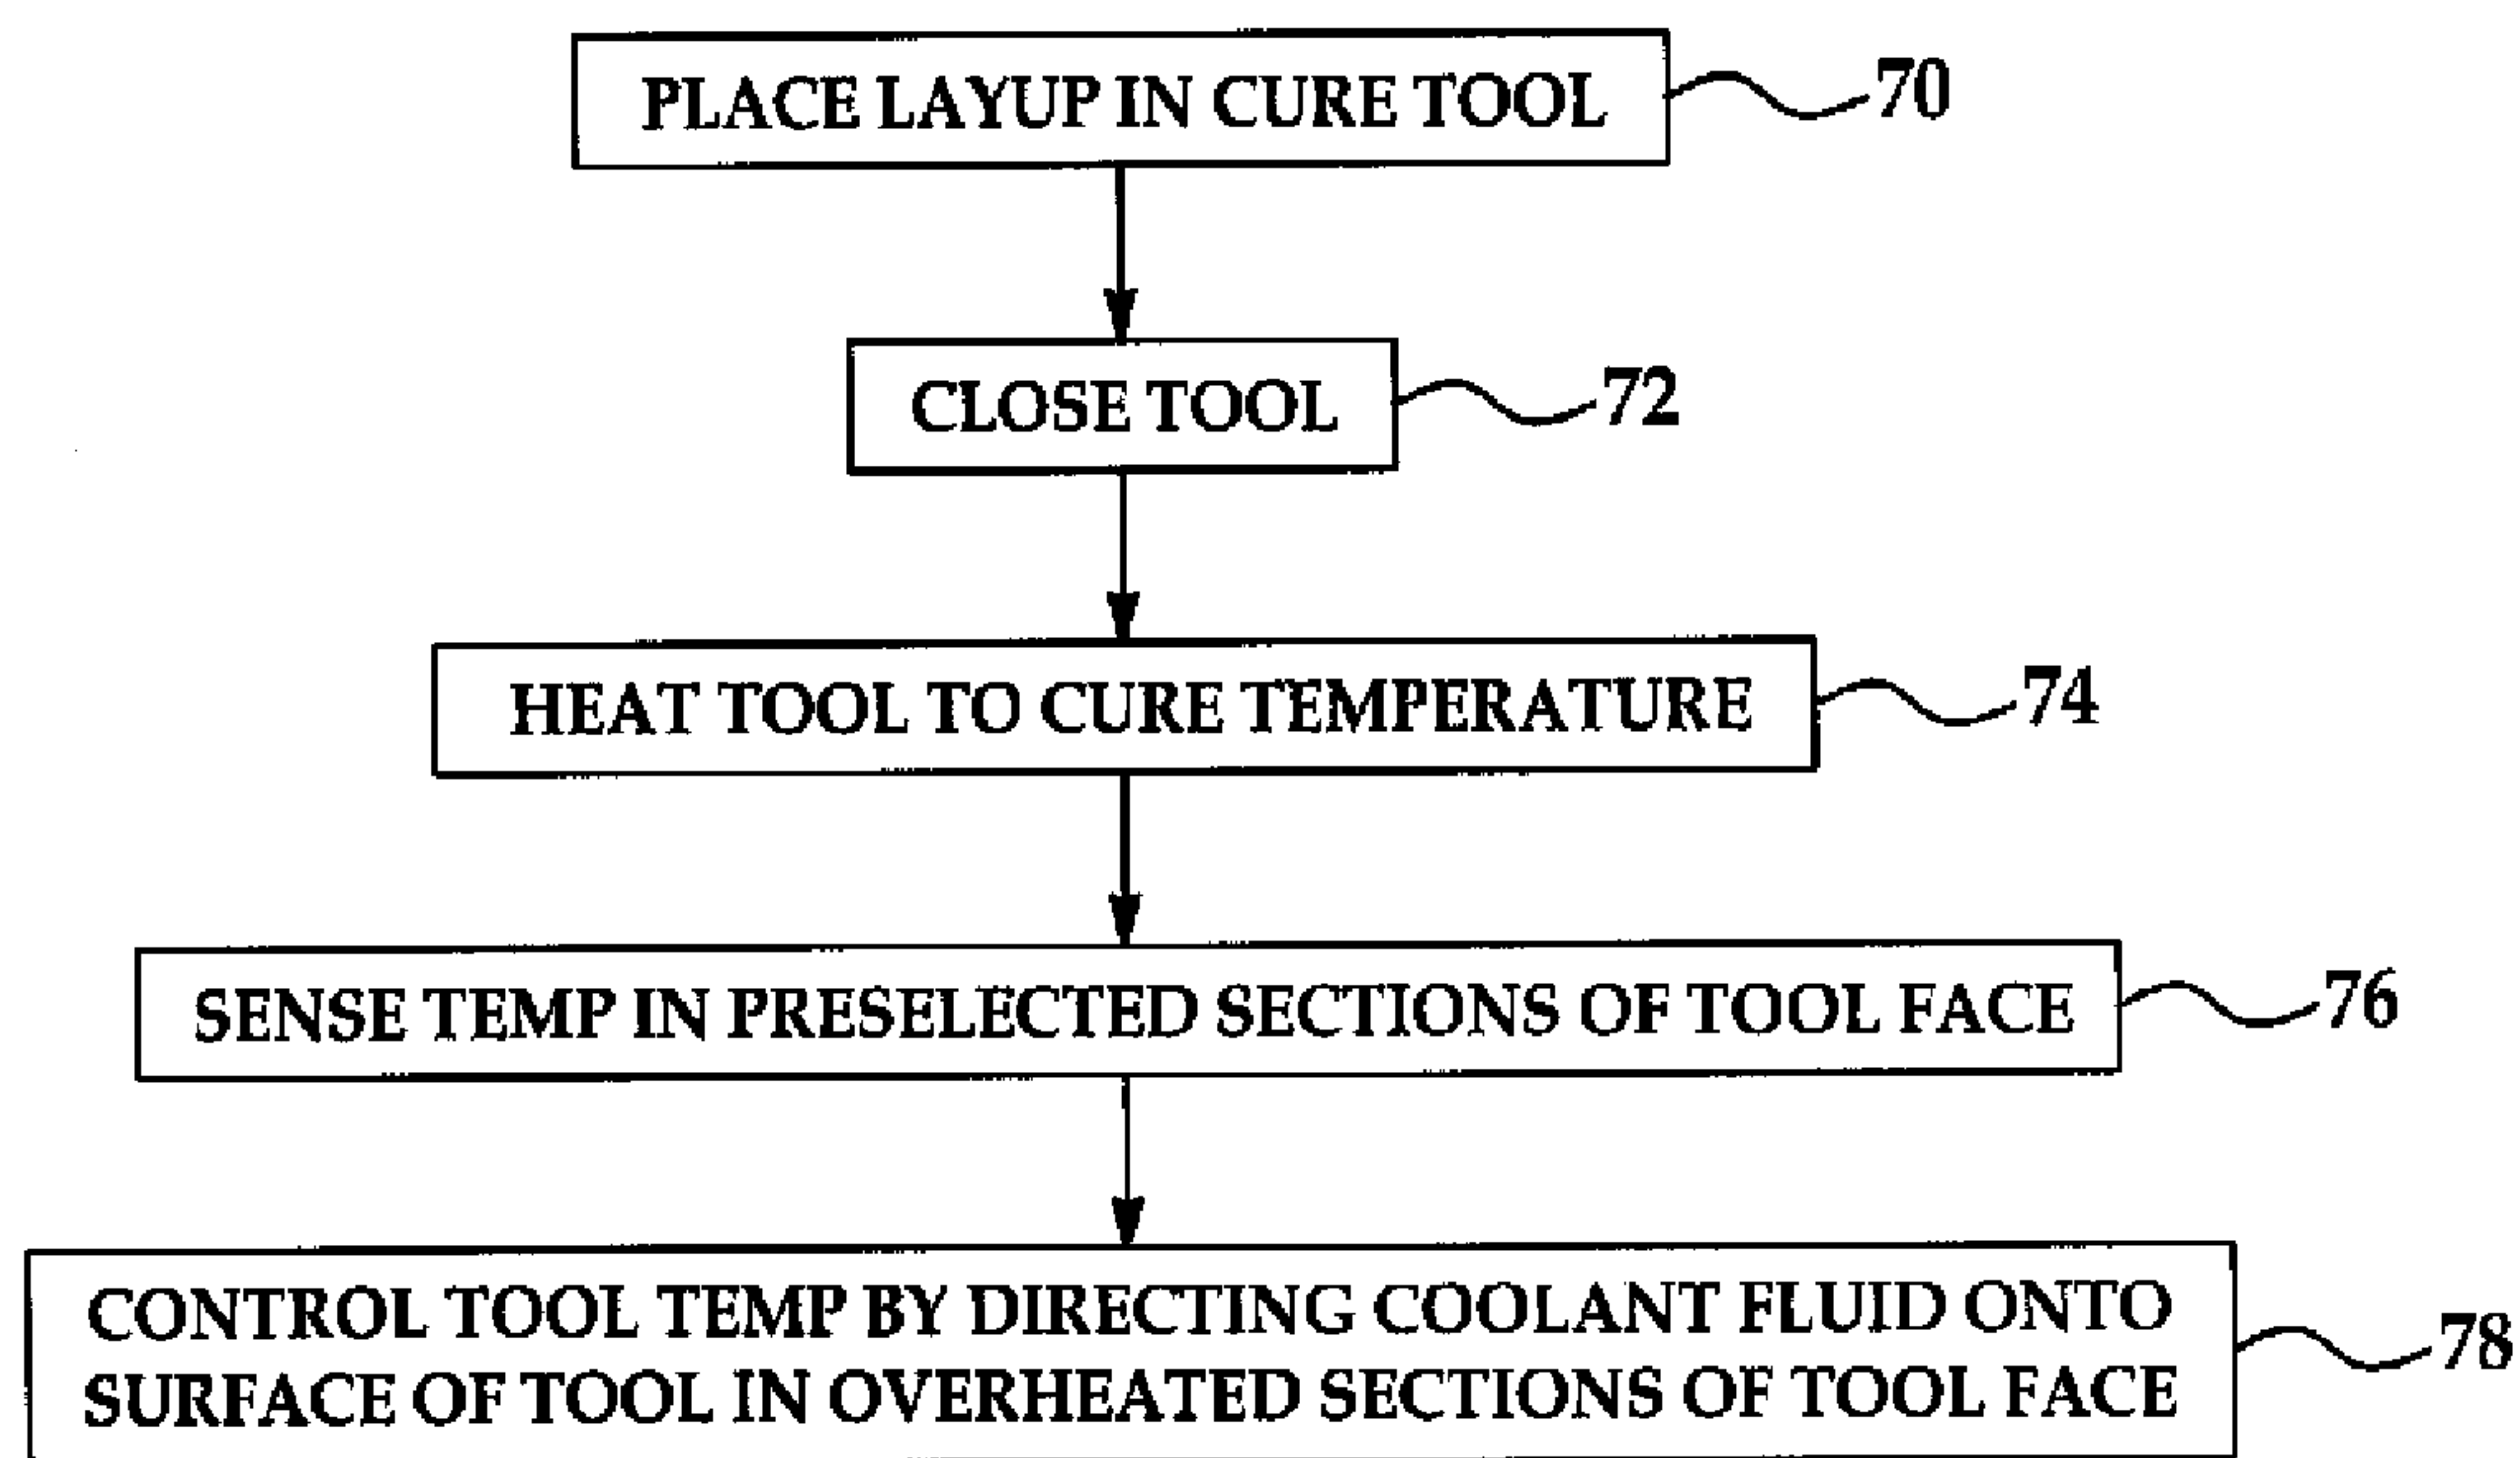 PLACE LAYUP IN CURE TOOL
70
CLOSE TOOL
72
HEAT TOOL TO CURE TEMPERATURE
74
SENSE TEMP IN PRESELECTED SECTIONS OF TOOL FACE
76
CONTROL TOOL TEMP BY DIRECTING COOLANT FLUID ONTO
SURFACE OF TOOL IN OVERHEATED SECTIONS OF TOOL FACE
78